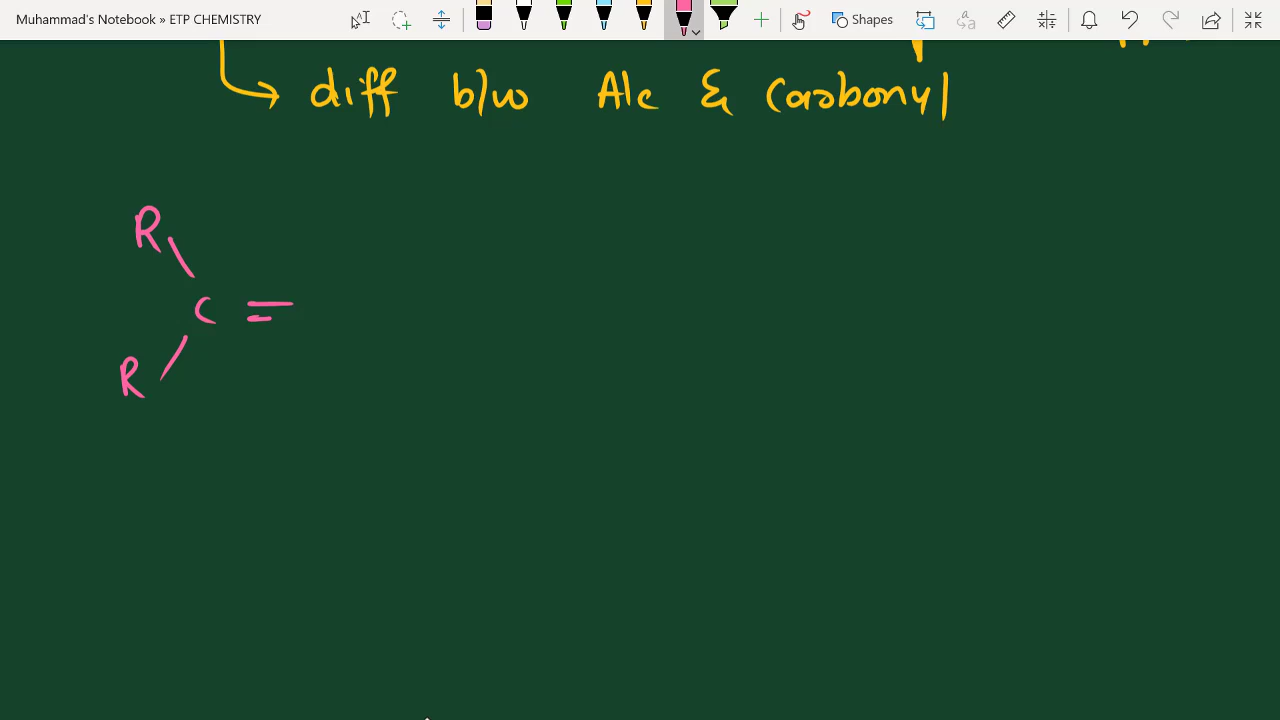 Muhammad's Notebook » ETP CHEMISTRY
Shapes
diff b/w Alc & Carbonyl
R
C =
R